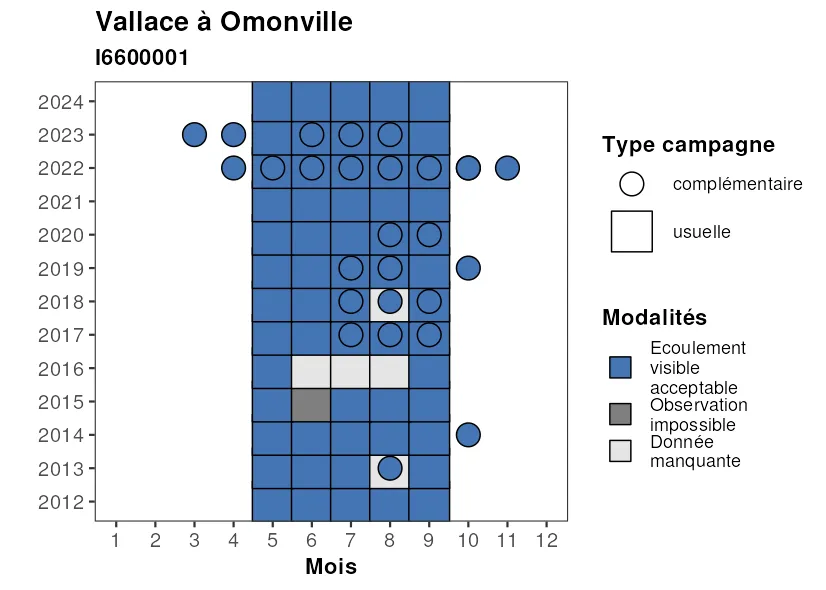 Vallace à Omonville
I6600001
2024
2023
2022
2021
2020
2019
2018
2017
2016
2015
2014
2013
2012
1 2 3 4 5 6 7 8 9 10 11 12
Mois
Type campagne
complémentaire
usuelle
Modalités
Ecoulement
visible
acceptable
Observation
impossible
Donnée
manquante